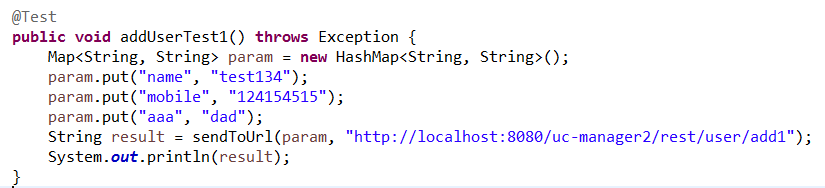 @Test
public void addUserTest1() throws Exception {
    Map<String, String> param = new HashMap<String, String>();
    param.put("name", "test134");
    param.put("mobile", "124154515");
    param.put("aaa", "dad");
    String result = sendToUrl(param, "http://localhost:8080/uc-manager2/rest/user/add1");
    System.out.println(result);
}